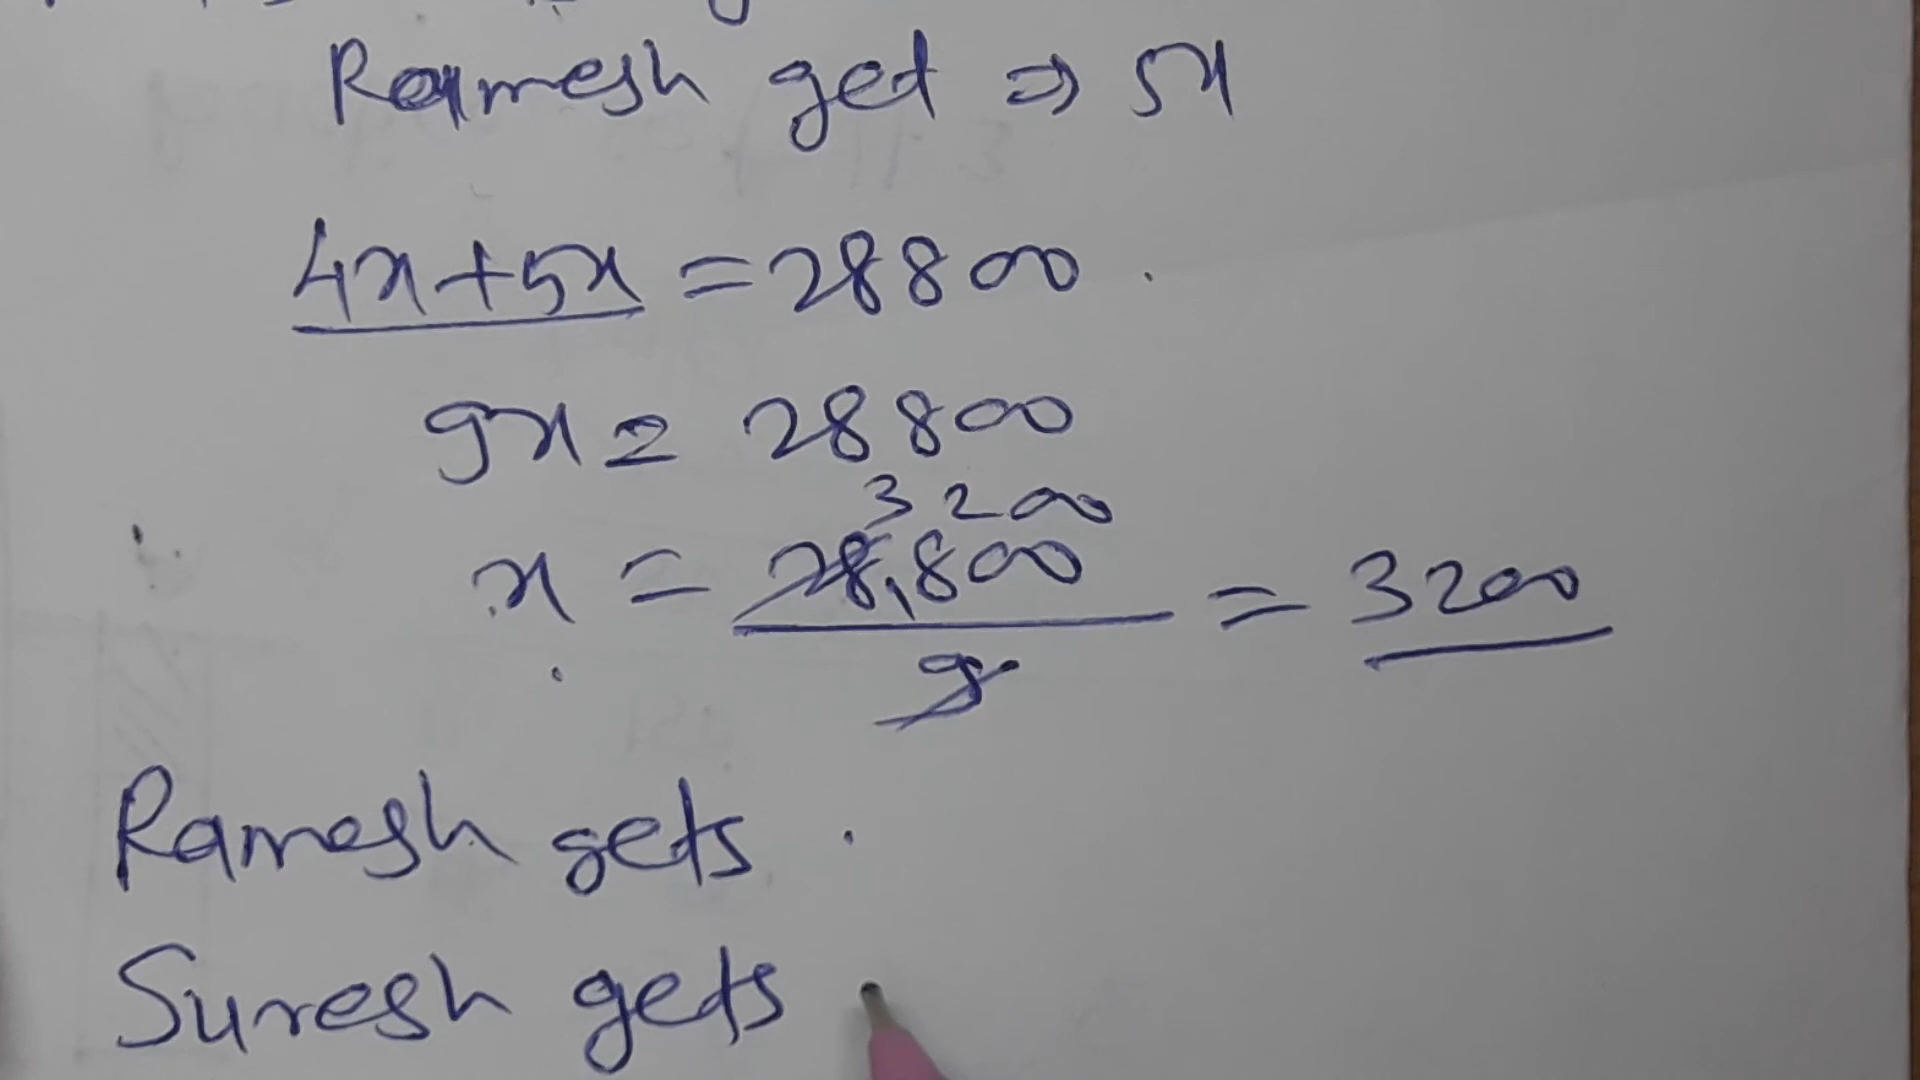 Ramesh get ⇒ 5x
4x+5x = 28800
9x = 28800
3200
x = 28,800 / 9 = 3200
Ramesh gets
Suresh gets